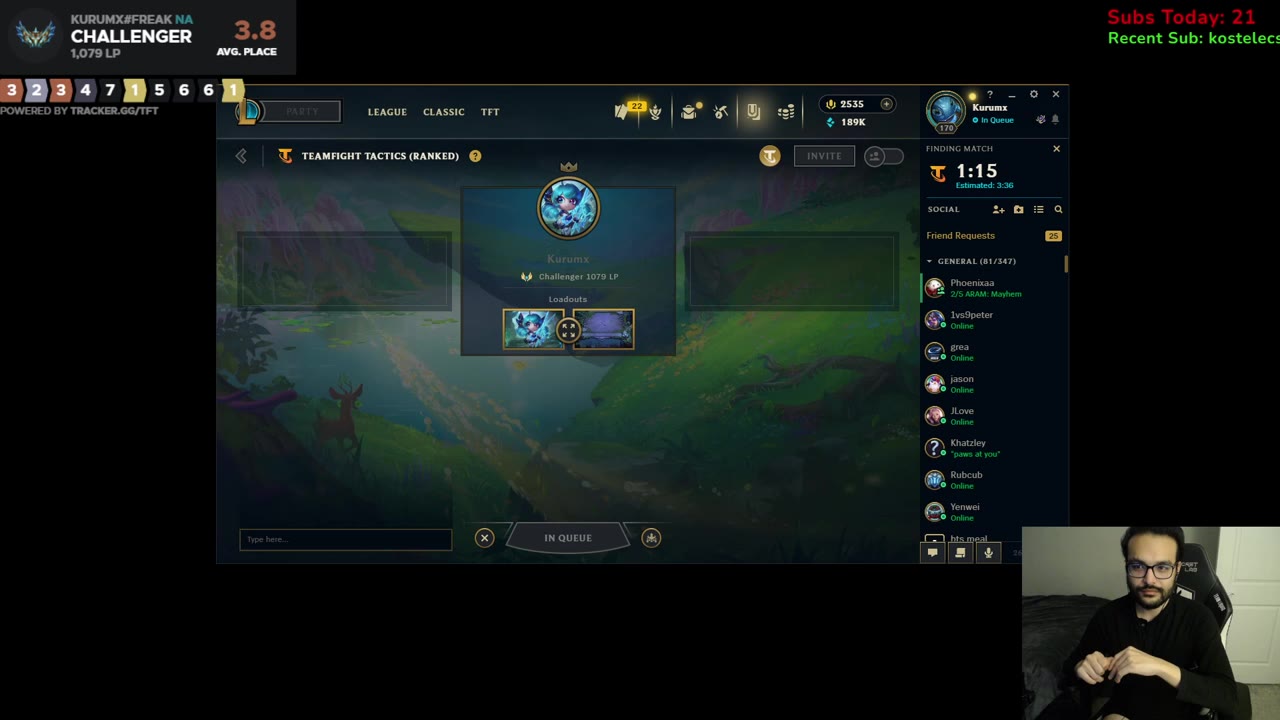 KURUMX#FREAK NA
CHALLENGER
1,079 LP
3.8
AVG. PLACE
3 2 3 4 7 1 5 6 6 1
POWERED BY TRACKER.GG/TFT
Subs Today: 21
Recent Sub: kostelecs
PARTY
LEAGUE
CLASSIC
TFT
22
2535
189K
170
Kurumx
In Queue
TEAMFIGHT TACTICS (RANKED)
INVITE
FINDING MATCH
1:15
Estimated: 3:36
SOCIAL
Friend Requests
25
GENERAL (81/347)
Phoenixaa
2/5 ARAM: Mayhem
1vs9peter
Online
grea
Online
jason
Online
JLove
Online
Khatzley
"paws at you"
Rubcub
Online
Yenwei
Online
hts meal
Kurumx
Challenger 1079 LP
Loadouts
Type here...
IN QUEUE